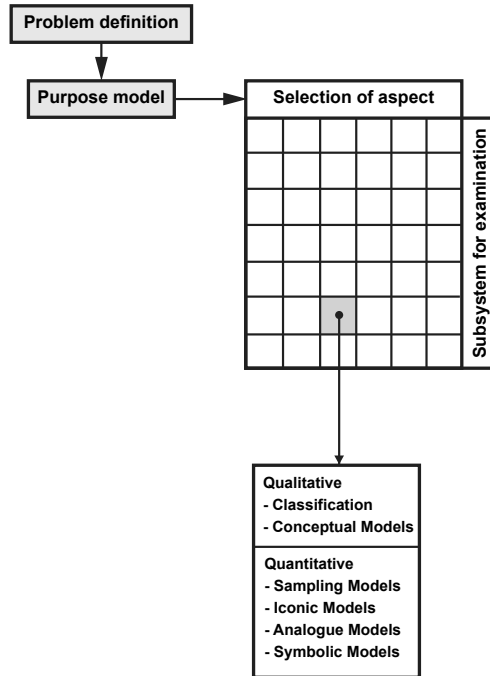 Problem definition
Purpose model
Selection of aspect
Subsystem for examination
Qualitative
- Classification
- Conceptual Models
Quantitative
- Sampling Models
- Iconic Models
- Analogue Models
- Symbolic Models